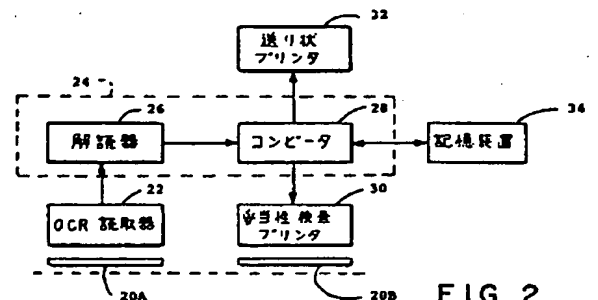 32
送り状
プリンタ
24
26
28
34
解読器
コンピータ
記憶装置
22
30
OCR 読取器
妥当性検査
プリンタ
20A
20B
FIG 2